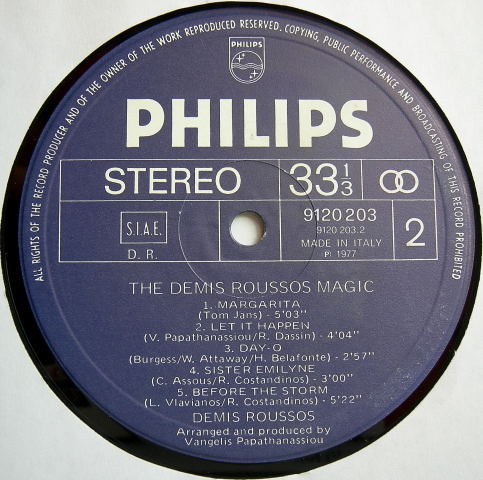 ALL RIGHTS OF THE RECORD PRODUCER AND OF THE OWNER OF THE WORK REPRODUCED RESERVED. COPYING, PUBLIC PERFORMANCE AND BROADCASTING OF THIS RECORD PROHIBITED
PHILIPS
PHILIPS
STEREO 33 1/3
S.I.A.E.
D. R.
9120 203
9120 203.2
MADE IN ITALY
℗ 1977
2
THE DEMIS ROUSSOS MAGIC
1. MARGARITA
(Tom Jans) - 5'03"
2. LET IT HAPPEN
(V. Papathanassiou/R. Dassin) - 4'04"
3. DAY-O
(Burgess/W. Attaway/H. Belafonte) - 2'57"
4. SISTER EMILYNE
(C. Assous/R. Costandinos) - 3'00"
5. BEFORE THE STORM
(L. Vlavianos/R. Costandinos) - 5'22"
DEMIS ROUSSOS
Arranged and produced by
Vangelis Papathanassiou